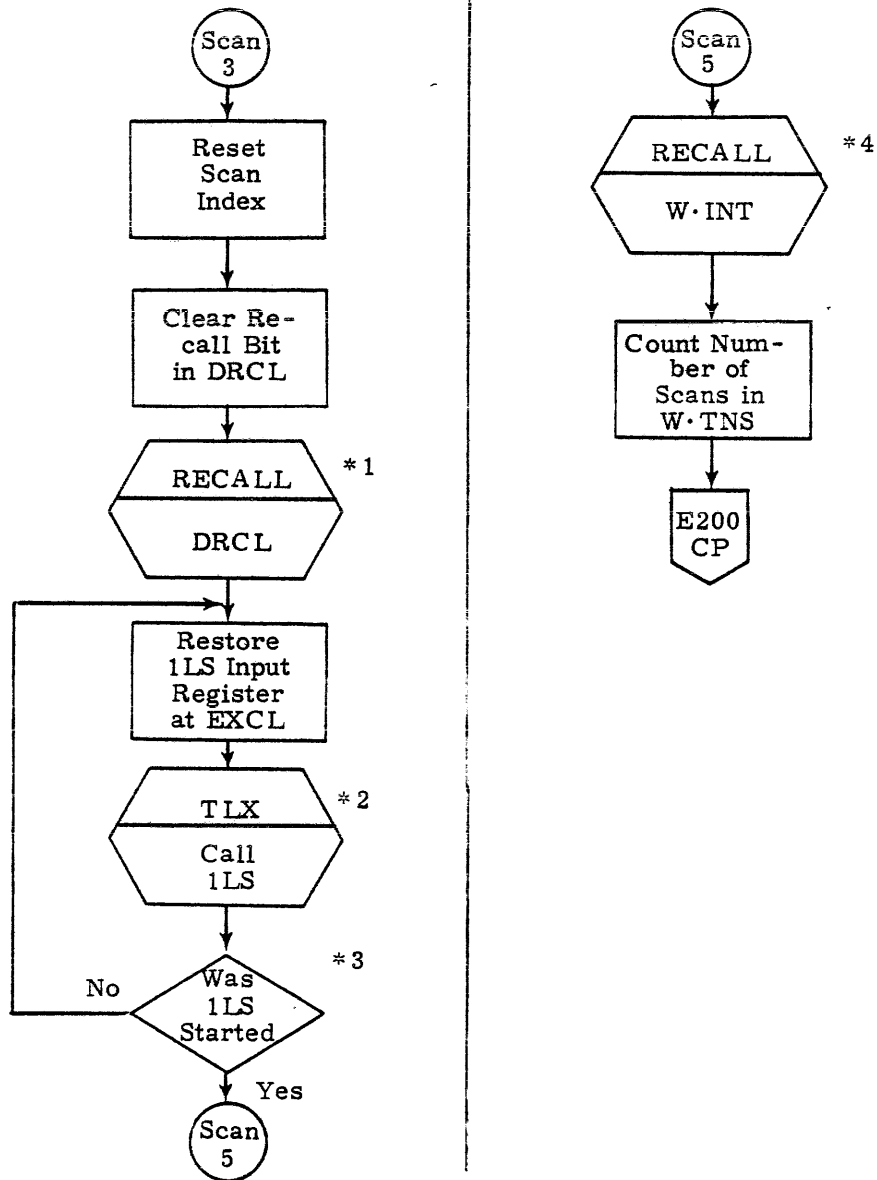 Scan
3
Reset
Scan
Index
Clear Re-
call Bit
in DRCL
RECALL
*1
DRCL
Restore
1LS Input
Register
at EXCL
TLX
*2
Call
1LS
*3
Was
1LS
Started
No
Yes
Scan
5
Scan
5
RECALL
*4
W·INT
Count Num-
ber of
Scans in
W·TNS
E200
CP